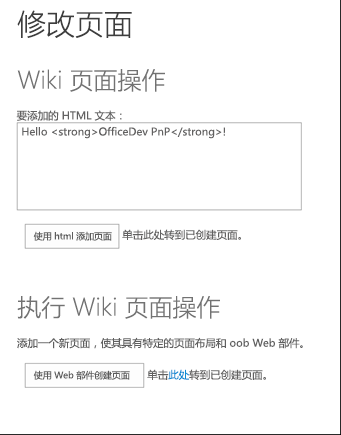 修改页面
Wiki 页面操作
要添加的 HTML 文本：
Hello <strong>OfficeDev PnP</strong>!
使用 html 添加页面 单击此处转到已创建页面。
执行 Wiki 页面操作
添加一个新页面，使其具有特定的页面布局和 oob Web 部件。
使用 Web 部件创建页面 单击此处转到已创建页面。